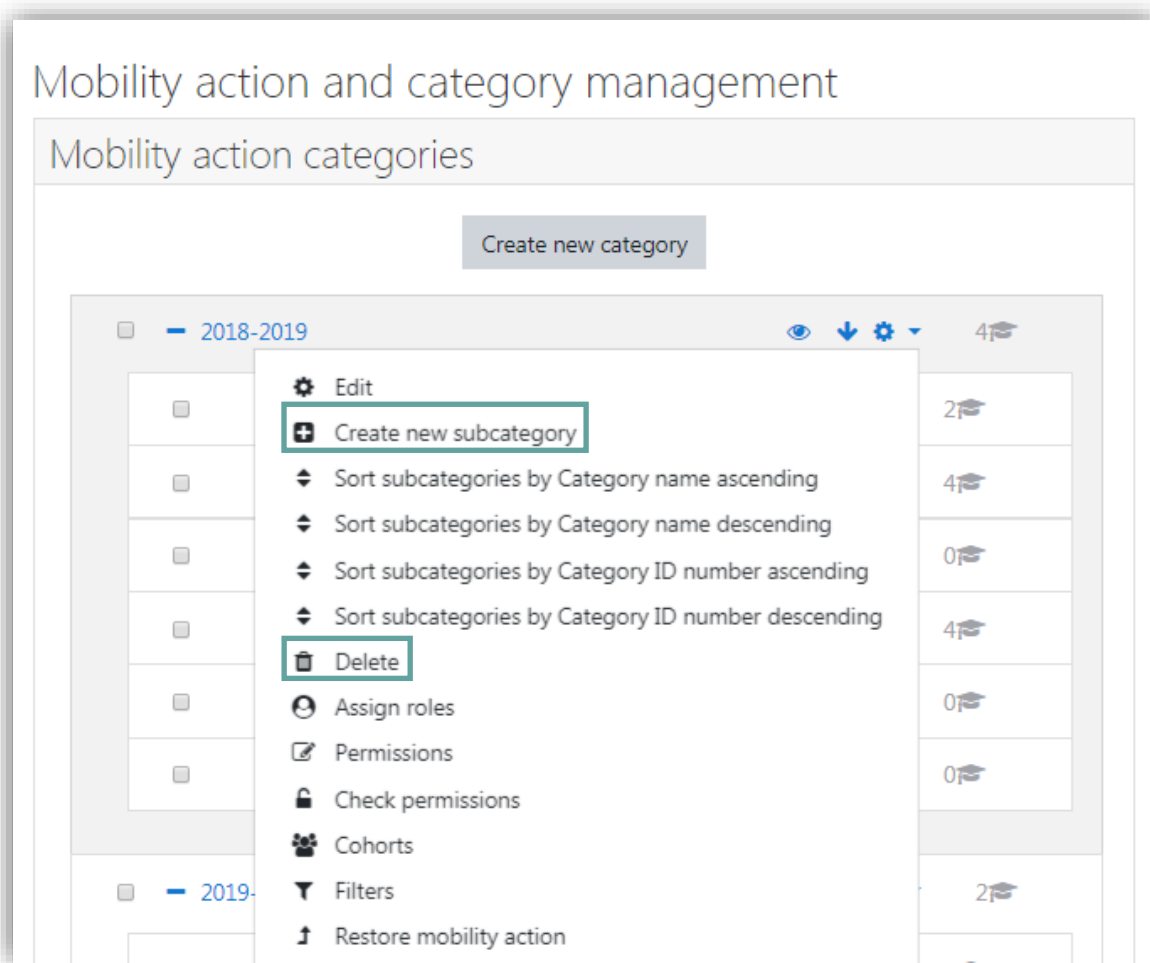 Mobility action and category management
Mobility action categories
Create new category
2018-2019 4
Edit 2
Create new subcategory
Sort subcategories by Category name ascending 4
Sort subcategories by Category name descending
Sort subcategories by Category ID number ascending 0
Sort subcategories by Category ID number descending 4
Delete
Assign roles 0
Permissions
Check permissions 0
Cohorts
2019- Filters 2
Restore mobility action